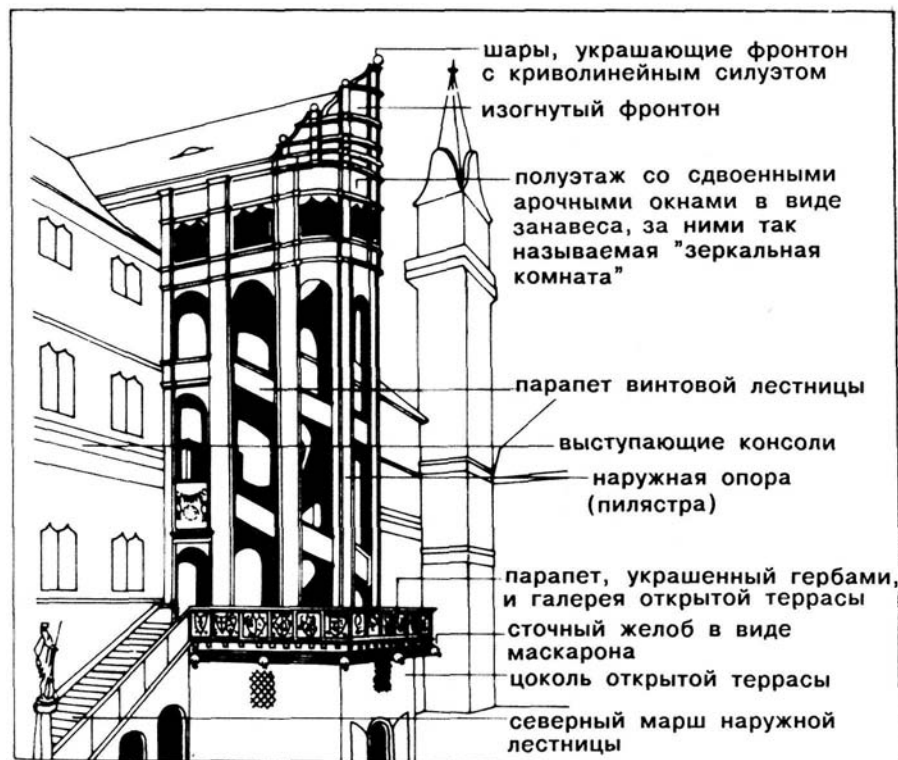 шары, украшающие фронтон
с криволинейным силуэтом
изогнутый фронтон
полуэтаж со сдвоенными
арочными окнами в виде
занавеса, за ними так
называемая "зеркальная
комната"
парапет винтовой лестницы
выступающие консоли
наружная опора
(пилястра)
парапет, украшенный гербами,
и галерея открытой террасы
сточный желоб в виде
маскарона
цоколь открытой террасы
северный марш наружной
лестницы